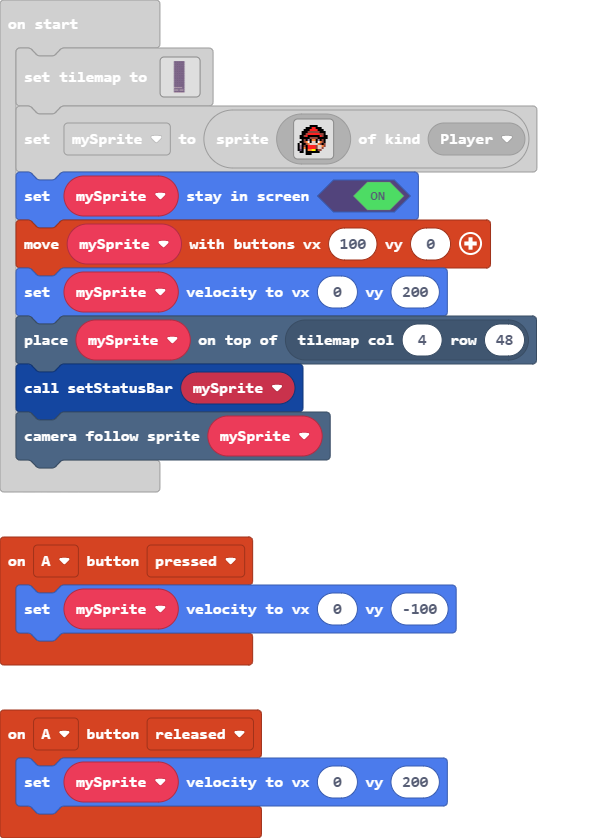 on start
set tilemap to
set mySprite to sprite of kind Player
set mySprite stay in screen ON
move mySprite with buttons vx 100 vy 0
set mySprite velocity to vx 0 vy 200
place mySprite on top of tilemap col 4 row 48
call setStatusBar mySprite
camera follow sprite mySprite
on A button pressed
set mySprite velocity to vx 0 vy -100
on A button released
set mySprite velocity to vx 0 vy 200